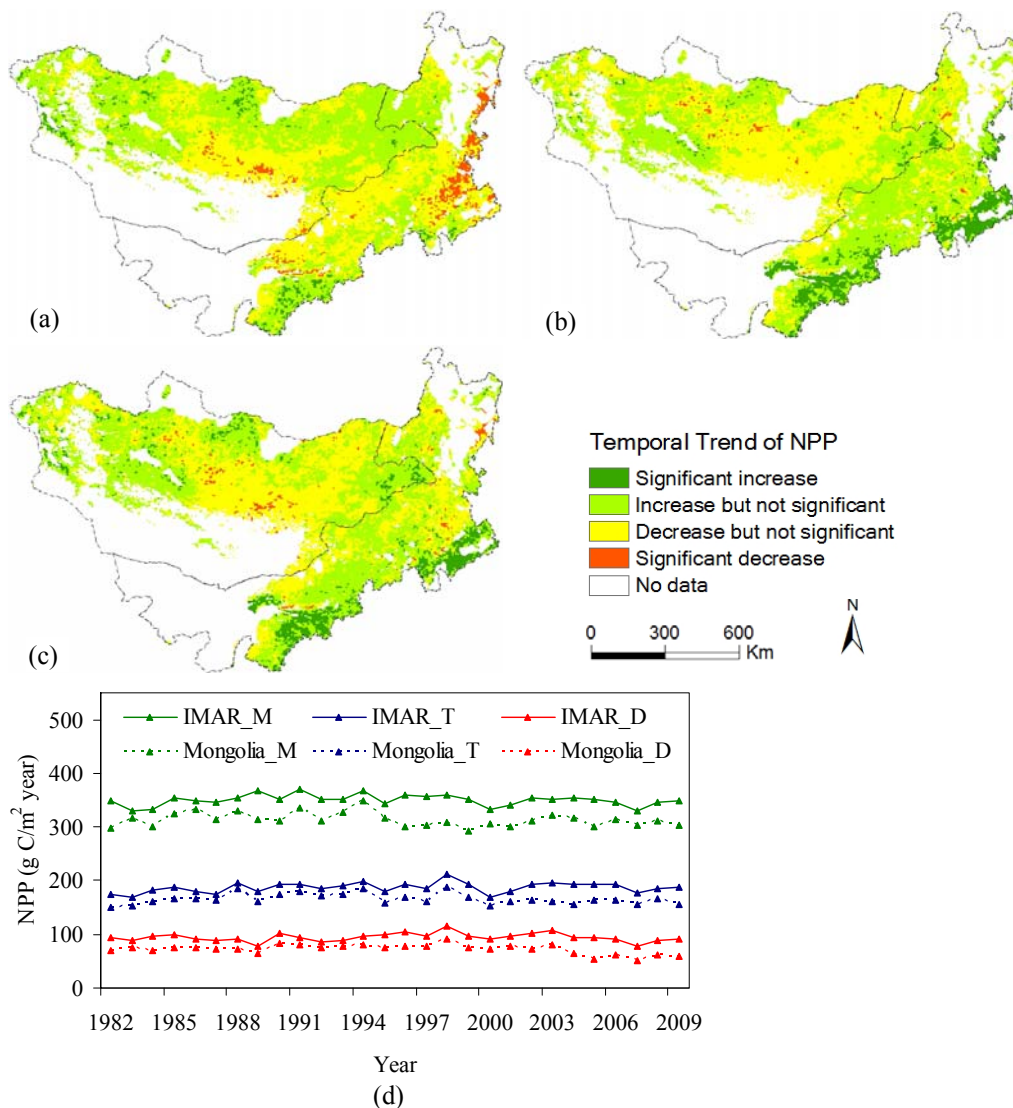 (a)
(b)
(c)
Temporal Trend of NPP
Significant increase
Increase but not significant
Decrease but not significant
Significant decrease
No data
0 300 600
Km
N
500
400
300
200
100
0
NPP (g C/m² year)
IMAR_M IMAR_T IMAR_D
Mongolia_M Mongolia_T Mongolia_D
1982 1985 1988 1991 1994 1997 2000 2003 2006 2009
Year
(d)